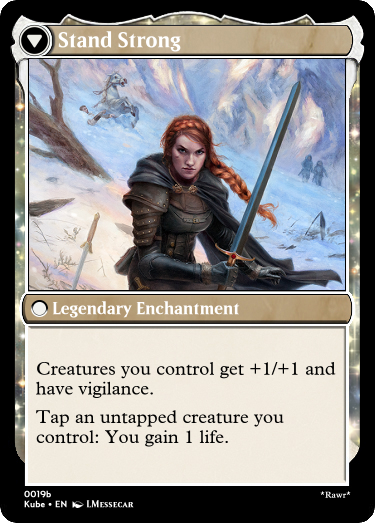 Stand Strong
Legendary Enchantment
Creatures you control get +1/+1 and
have vigilance.
Tap an untapped creature you
control: You gain 1 life.
0019b
Kube • EN LMessecar
*Rawr*